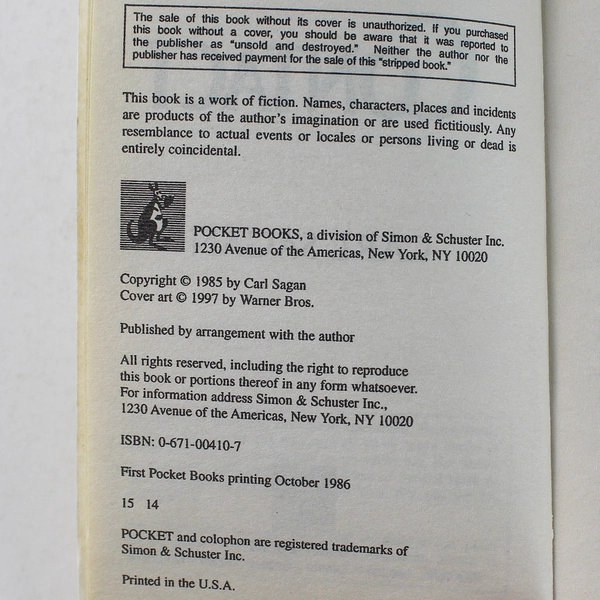 The sale of this book without its cover is unauthorized. If you purchased
this book without a cover, you should be aware that it was reported to
the publisher as "unsold and destroyed." Neither the author nor the
publisher has received payment for the sale of this "stripped book."
This book is a work of fiction. Names, characters, places and incidents
are products of the author's imagination or are used fictitiously. Any
resemblance to actual events or locales or persons living or dead is
entirely coincidental.
POCKET BOOKS, a division of Simon & Schuster Inc.
1230 Avenue of the Americas, New York, NY 10020
Copyright © 1985 by Carl Sagan
Cover art © 1997 by Warner Bros.
Published by arrangement with the author
All rights reserved, including the right to reproduce
this book or portions thereof in any form whatsoever.
For information address Simon & Schuster Inc.,
1230 Avenue of the Americas, New York, NY 10020
ISBN: 0-671-00410-7
First Pocket Books printing October 1986
15 14
POCKET and colophon are registered trademarks of
Simon & Schuster Inc.
Printed in the U.S.A.